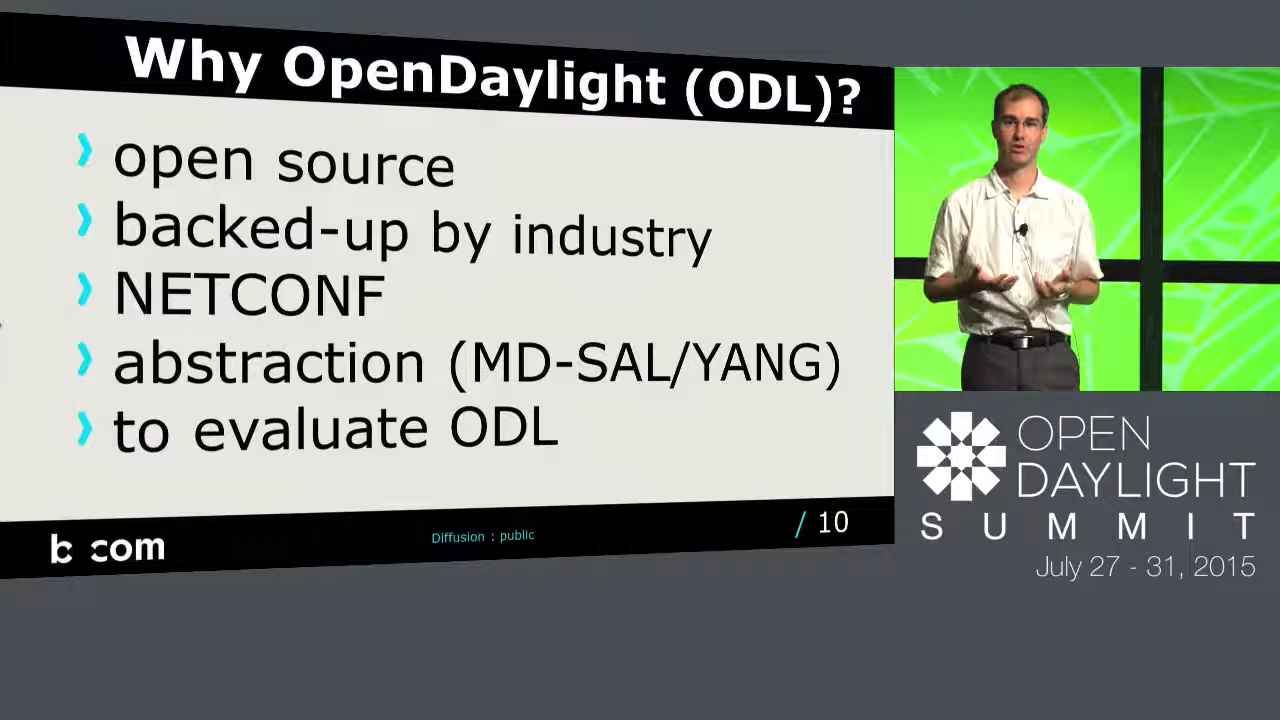 Why OpenDaylight (ODL)?
open source
backed-up by industry
NETCONF
abstraction (MD-SAL/YANG)
to evaluate ODL
b com
Diffusion : public
/ 10
OPEN
DAYLIGHT
SUMMIT
July 27 - 31, 2015